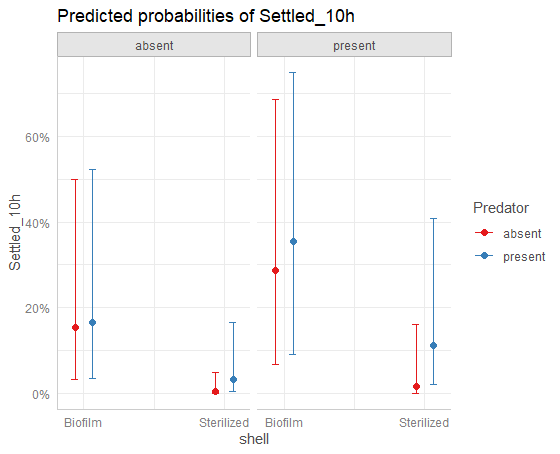 Predicted probabilities of Settled_10h
absent
present
60%
40%
20%
0%
Settled_10h
Biofilm
Sterilized
Biofilm
Sterilized
shell
Predator
absent
present